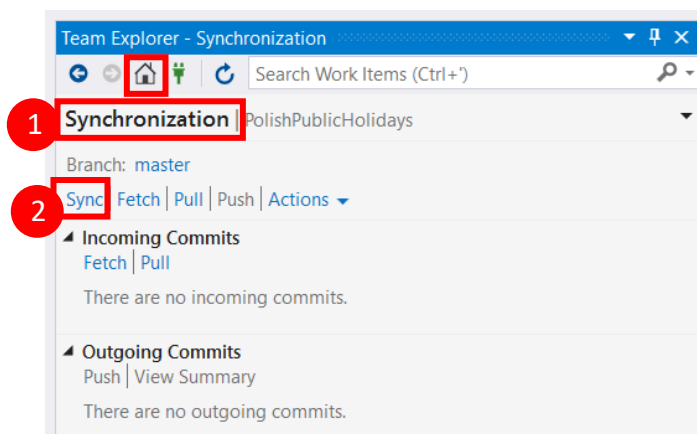 Team Explorer - Synchronization
Search Work Items (Ctrl+')
1
Synchronization | PolishPublicHolidays
Branch: master
2
Sync | Fetch | Pull | Push | Actions
Incoming Commits
Fetch | Pull
There are no incoming commits.
Outgoing Commits
Push | View Summary
There are no outgoing commits.